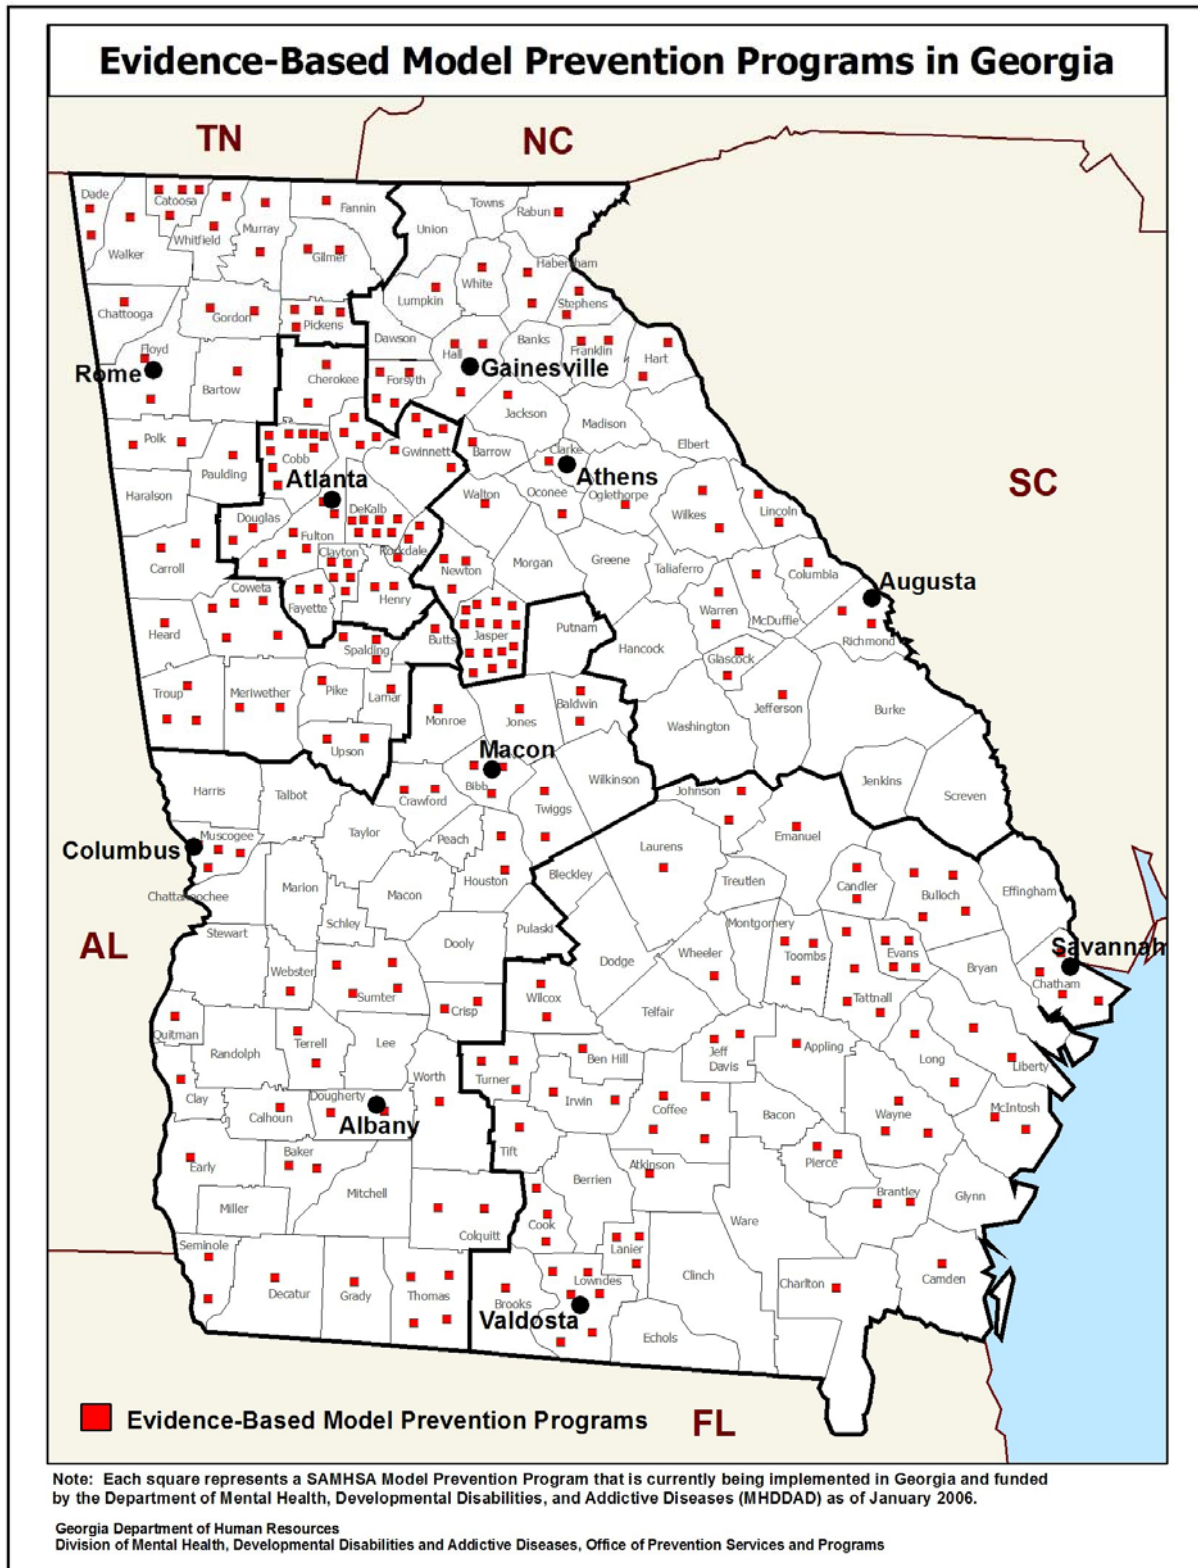 Evidence-Based Model Prevention Programs in Georgia
TN
NC
Dade
Catoosa
Fannin
Towns
Rabun
Union
Murray
Whitfield
Walker
Gilmer
Habersham
White
Lumpkin
Stephens
Chattooga
Gordon
Pickens
Dawson
Banks
Franklin
Hart
Hall
Floyd
Rome
Gainesville
Bartow
Cherokee
Forsyth
Jackson
Madison
Elbert
Polk
Paulding
Cobb
Gwinnett
Barrow
Clarke
Athens
Atlanta
SC
Haralson
Walton
Oconee
Oglethorpe
Wilkes
Lincoln
Douglas
DeKalb
Fulton
Clayton
Rockdale
Carroll
Newton
Morgan
Greene
Taliaferro
Columbia
Augusta
Coweta
Fayette
Henry
Warren
McDuffie
Heard
Spalding
Butts
Jasper
Putnam
Hancock
Richmond
Glascock
Troup
Meriwether
Pike
Lamar
Monroe
Jones
Baldwin
Washington
Jefferson
Burke
Upson
Macon
Bibb
Wilkinson
Jenkins
Screven
Harris
Talbot
Crawford
Twiggs
Johnson
Emanuel
Taylor
Peach
Muscogee
Columbus
Laurens
Houston
Bleckley
Treutlen
Candler
Bulloch
Effingham
Chattahoochee
Marion
Macon
Schley
Stewart
Dooly
Pulaski
Montgomery
AL
Savannah
Webster
Sumter
Dodge
Wheeler
Toombs
Evans
Bryan
Chatham
Crisp
Wilcox
Telfair
Tattnall
Quitman
Randolph
Terrell
Lee
Ben Hill
Jeff
Davis
Appling
Long
Liberty
Clay
Calhoun
Dougherty
Worth
Turner
Irwin
Coffee
Bacon
Wayne
McIntosh
Albany
Early
Baker
Tift
Atkinson
Pierce
Miller
Mitchell
Berrien
Brantley
Glynn
Colquitt
Cook
Ware
Seminole
Lanier
Decatur
Grady
Thomas
Brooks
Lowndes
Clinch
Charlton
Camden
Valdosta
Echols
Evidence-Based Model Prevention Programs
FL
Note: Each square represents a SAMHSA Model Prevention Program that is currently being implemented in Georgia and funded
by the Department of Mental Health, Developmental Disabilities, and Addictive Diseases (MHDDAD) as of January 2006.
Georgia Department of Human Resources
Division of Mental Health, Developmental Disabilities and Addictive Diseases, Office of Prevention Services and Programs